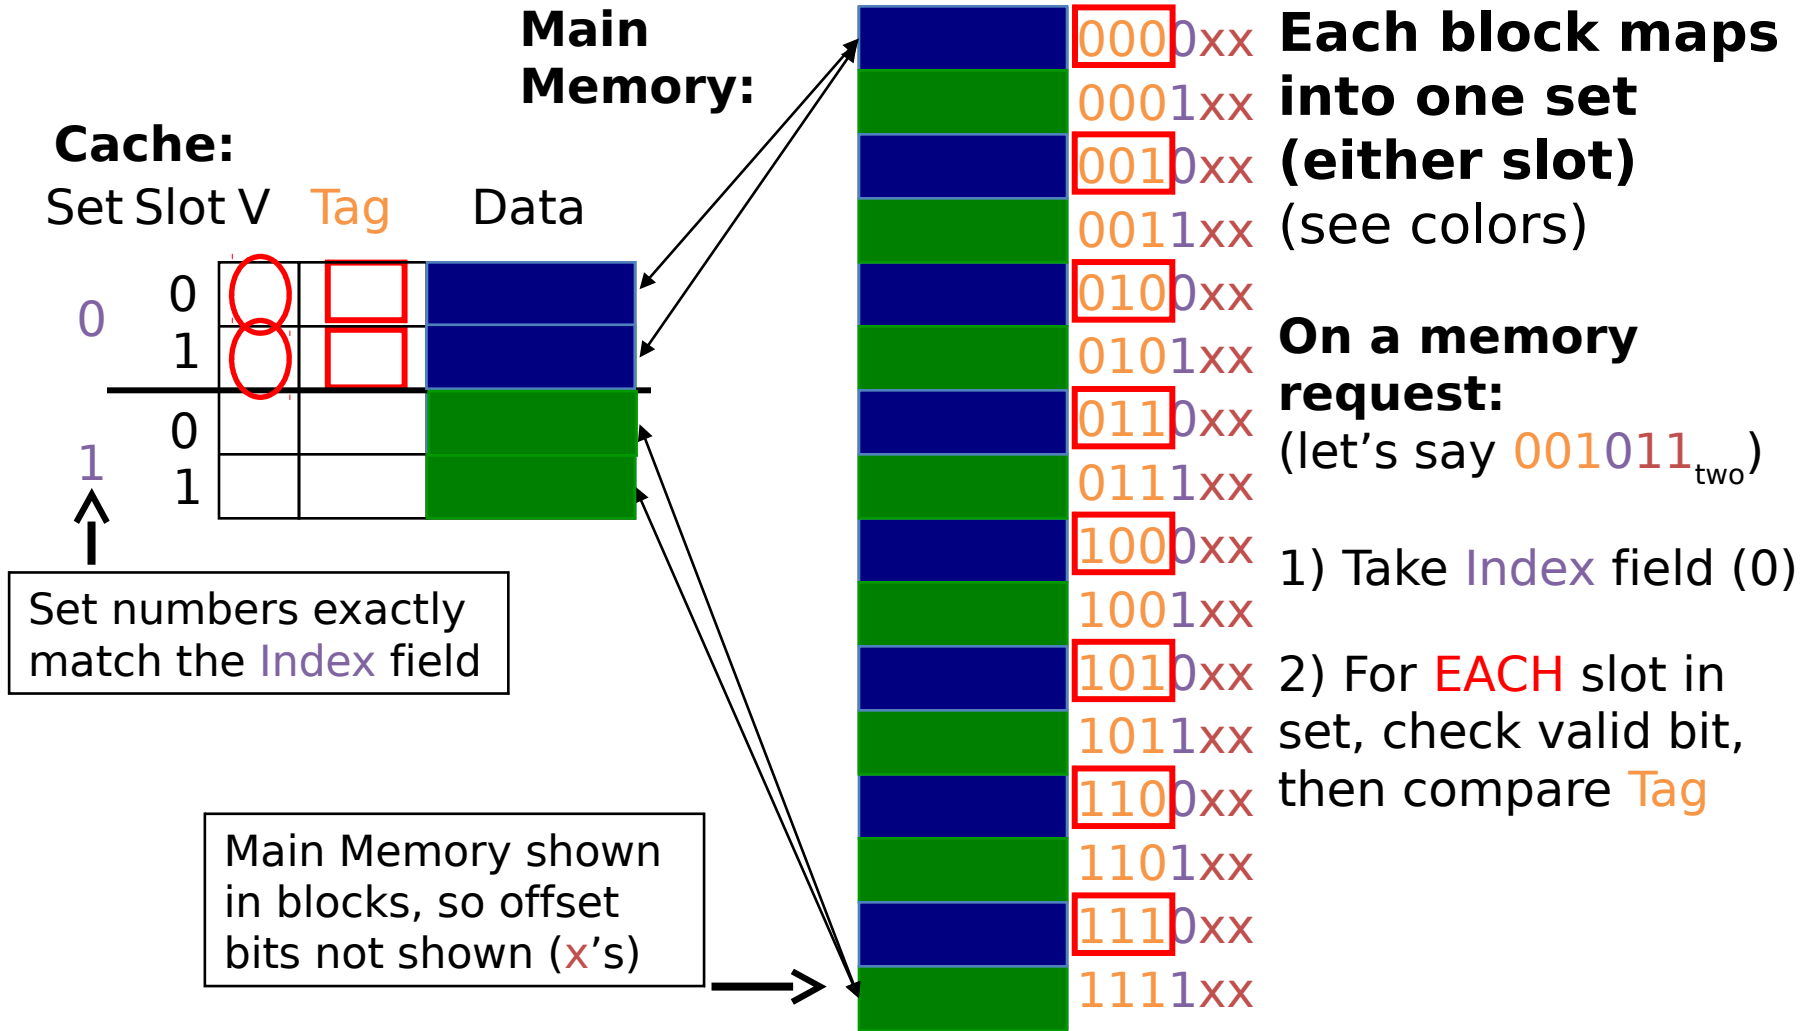 Main
Memory:
Cache:
Set Slot V Tag Data
0
0
1
1
0
1
Set numbers exactly
match the Index field
Main Memory shown
in blocks, so offset
bits not shown (x’s)
0000xx
0001xx
0010xx
0011xx
0100xx
0101xx
0110xx
0111xx
1000xx
1001xx
1010xx
1011xx
1100xx
1101xx
1110xx
1111xx
Each block maps
into one set
(either slot)
(see colors)
On a memory
request:
(let’s say 001011two)
1) Take Index field (0)
2) For EACH slot in
set, check valid bit,
then compare Tag